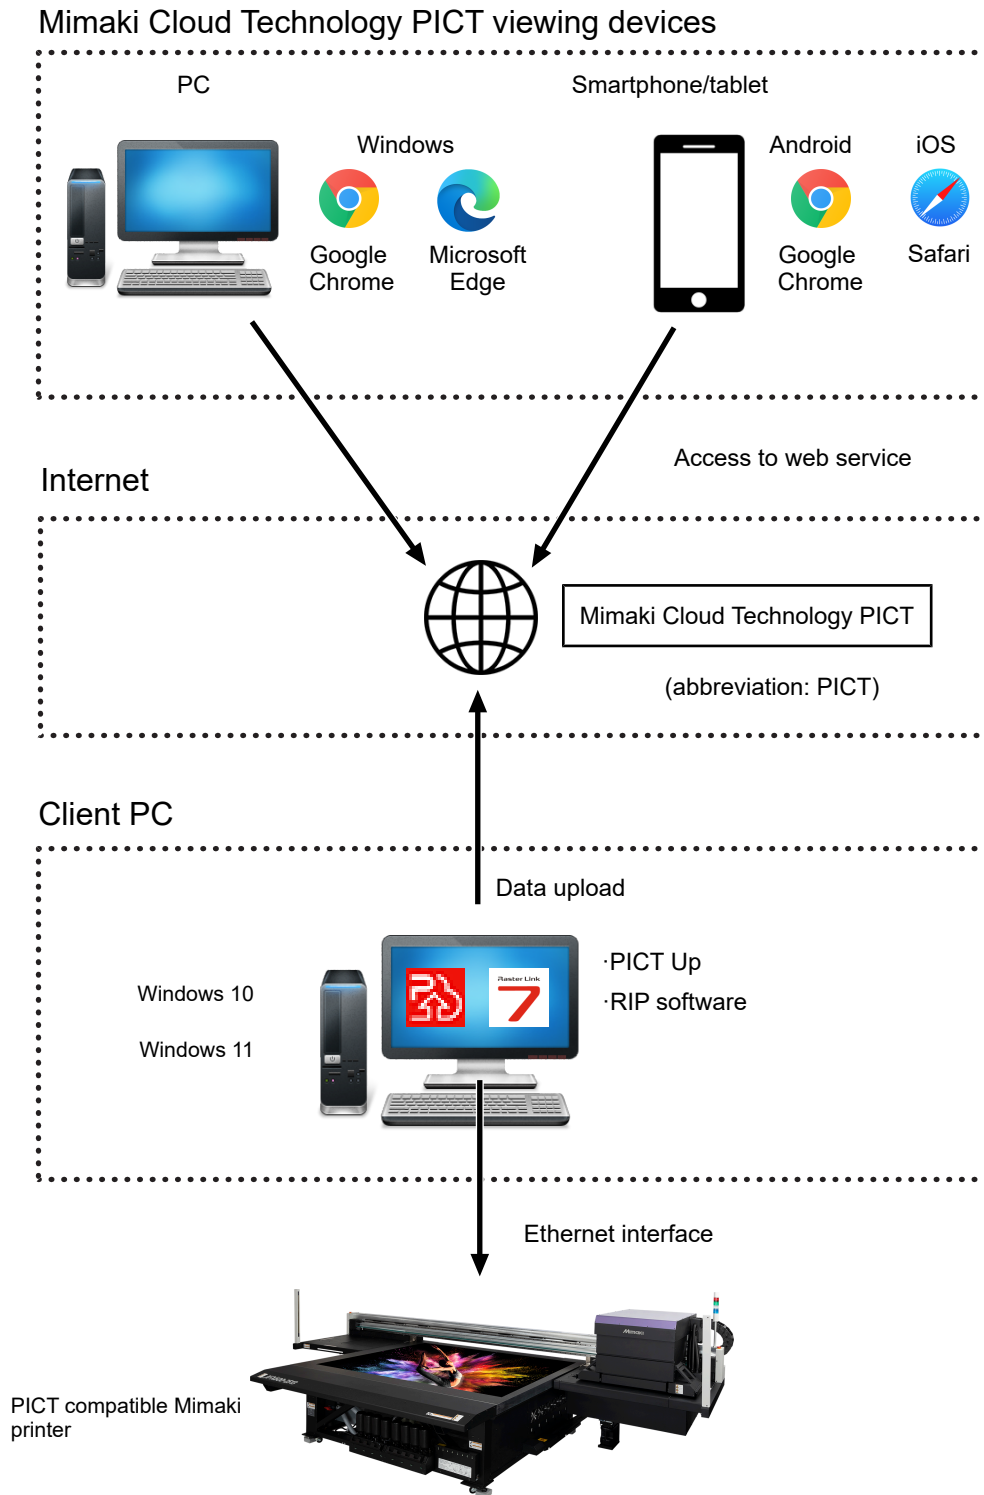 Mimaki Cloud Technology PICT viewing devices
PC
Smartphone/tablet
Windows
Android
iOS
Google
Chrome
Microsoft
Edge
Google
Chrome
Safari
Access to web service
Internet
Mimaki Cloud Technology PICT
(abbreviation: PICT)
Client PC
Data upload
Raster Link
7
·PICT Up
·RIP software
Windows 10
Windows 11
Ethernet interface
Mimaki
PICT compatible Mimaki
printer